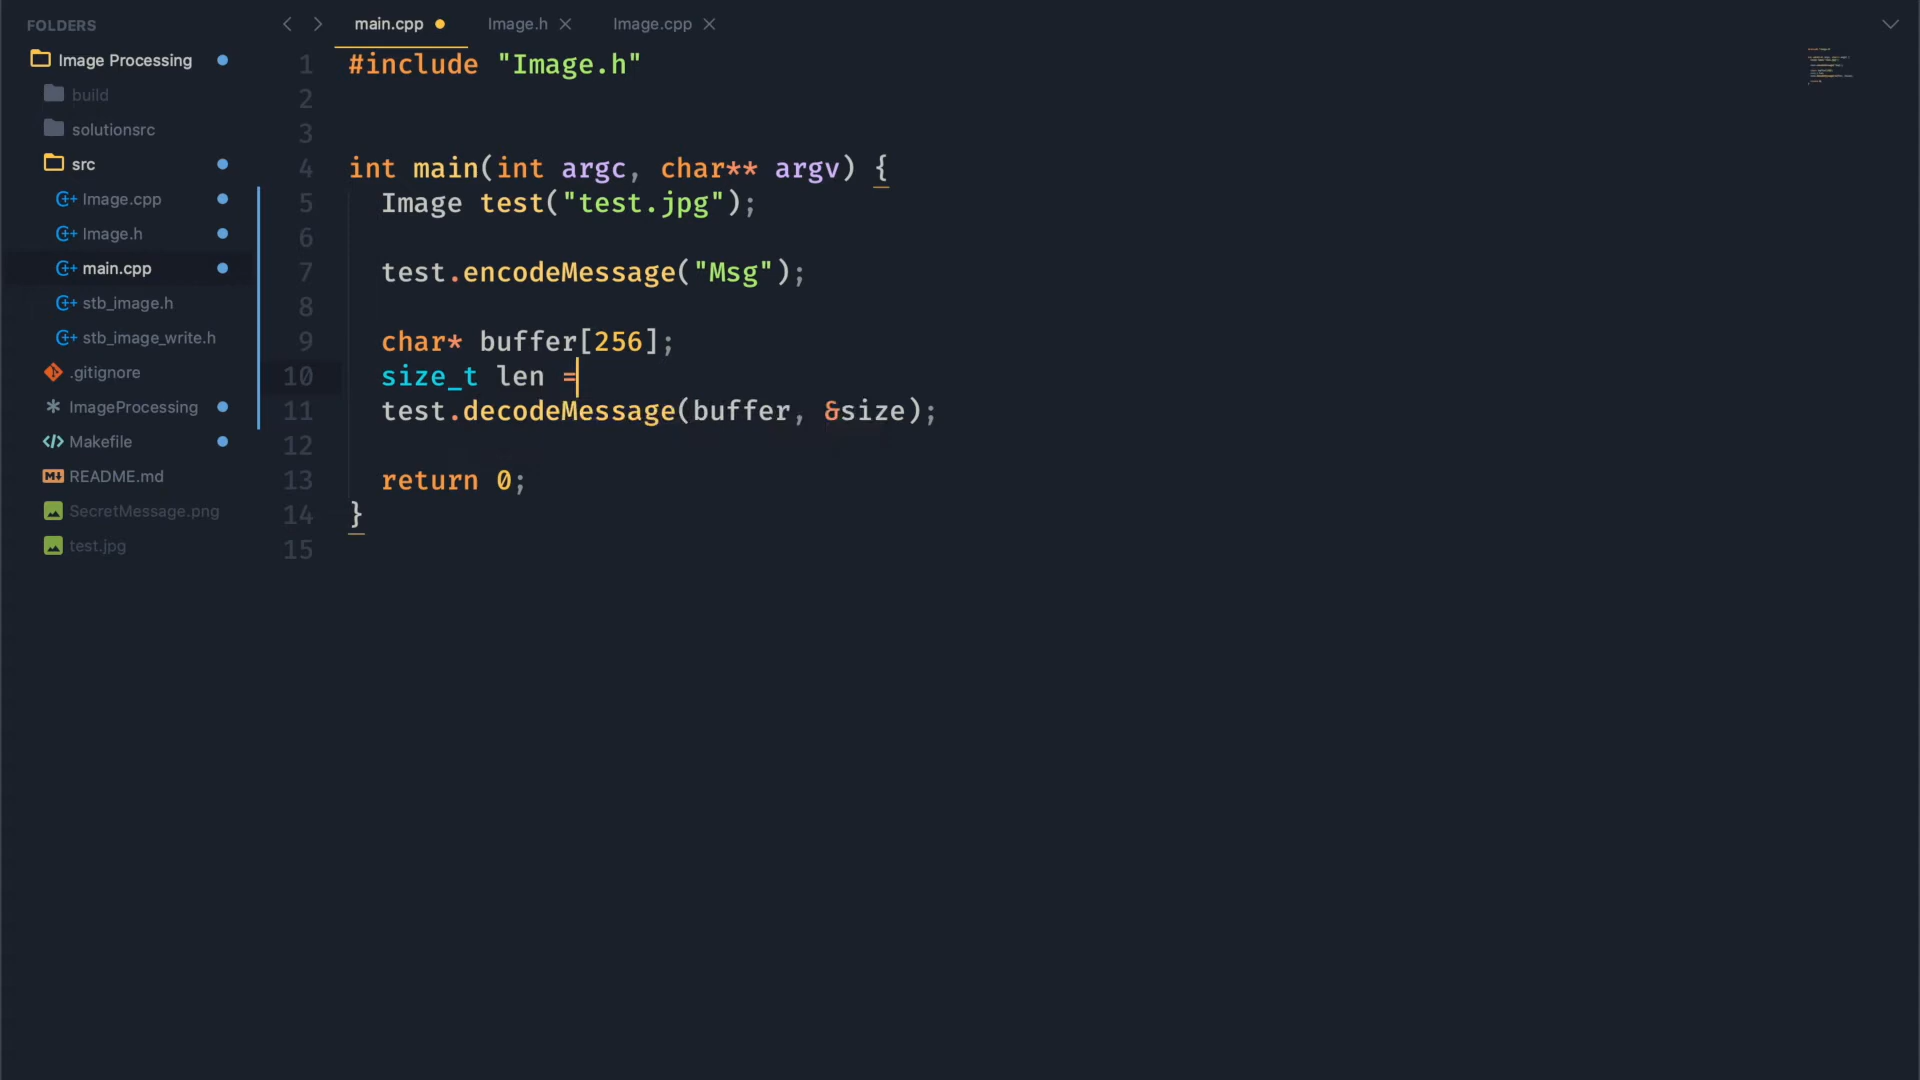 FOLDERS
Image Processing
build
solutionsrc
src
Image.cpp
Image.h
main.cpp
stb_image.h
stb_image_write.h
.gitignore
ImageProcessing
Makefile
README.md
SecretMessage.png
test.jpg
main.cpp Image.h Image.cpp
1 #include "Image.h"
2
3
4 int main(int argc, char** argv) {
5 Image test("test.jpg");
6
7 test.encodeMessage("Msg");
8
9 char* buffer[256];
10 size_t len =
11 test.decodeMessage(buffer, &size);
12
13 return 0;
14 }
15